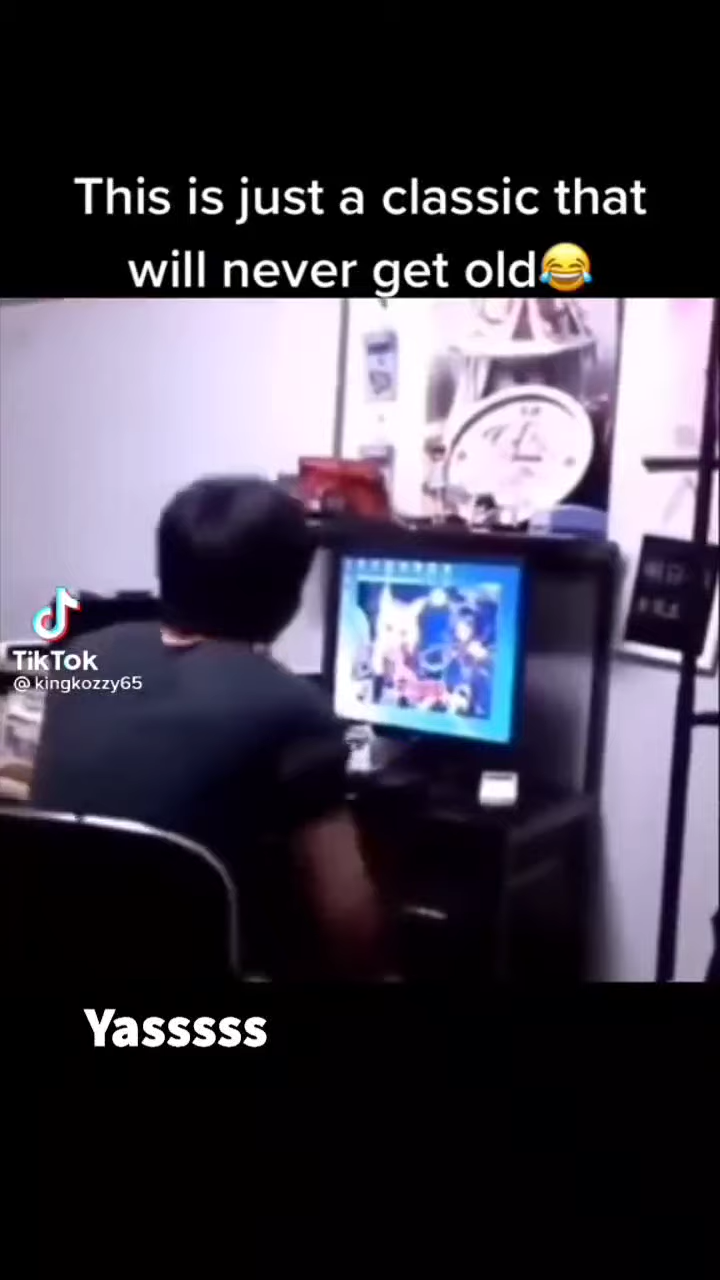 This is just a classic that
will never get old😂
TikTok
@kingkozzy65
Yasssss